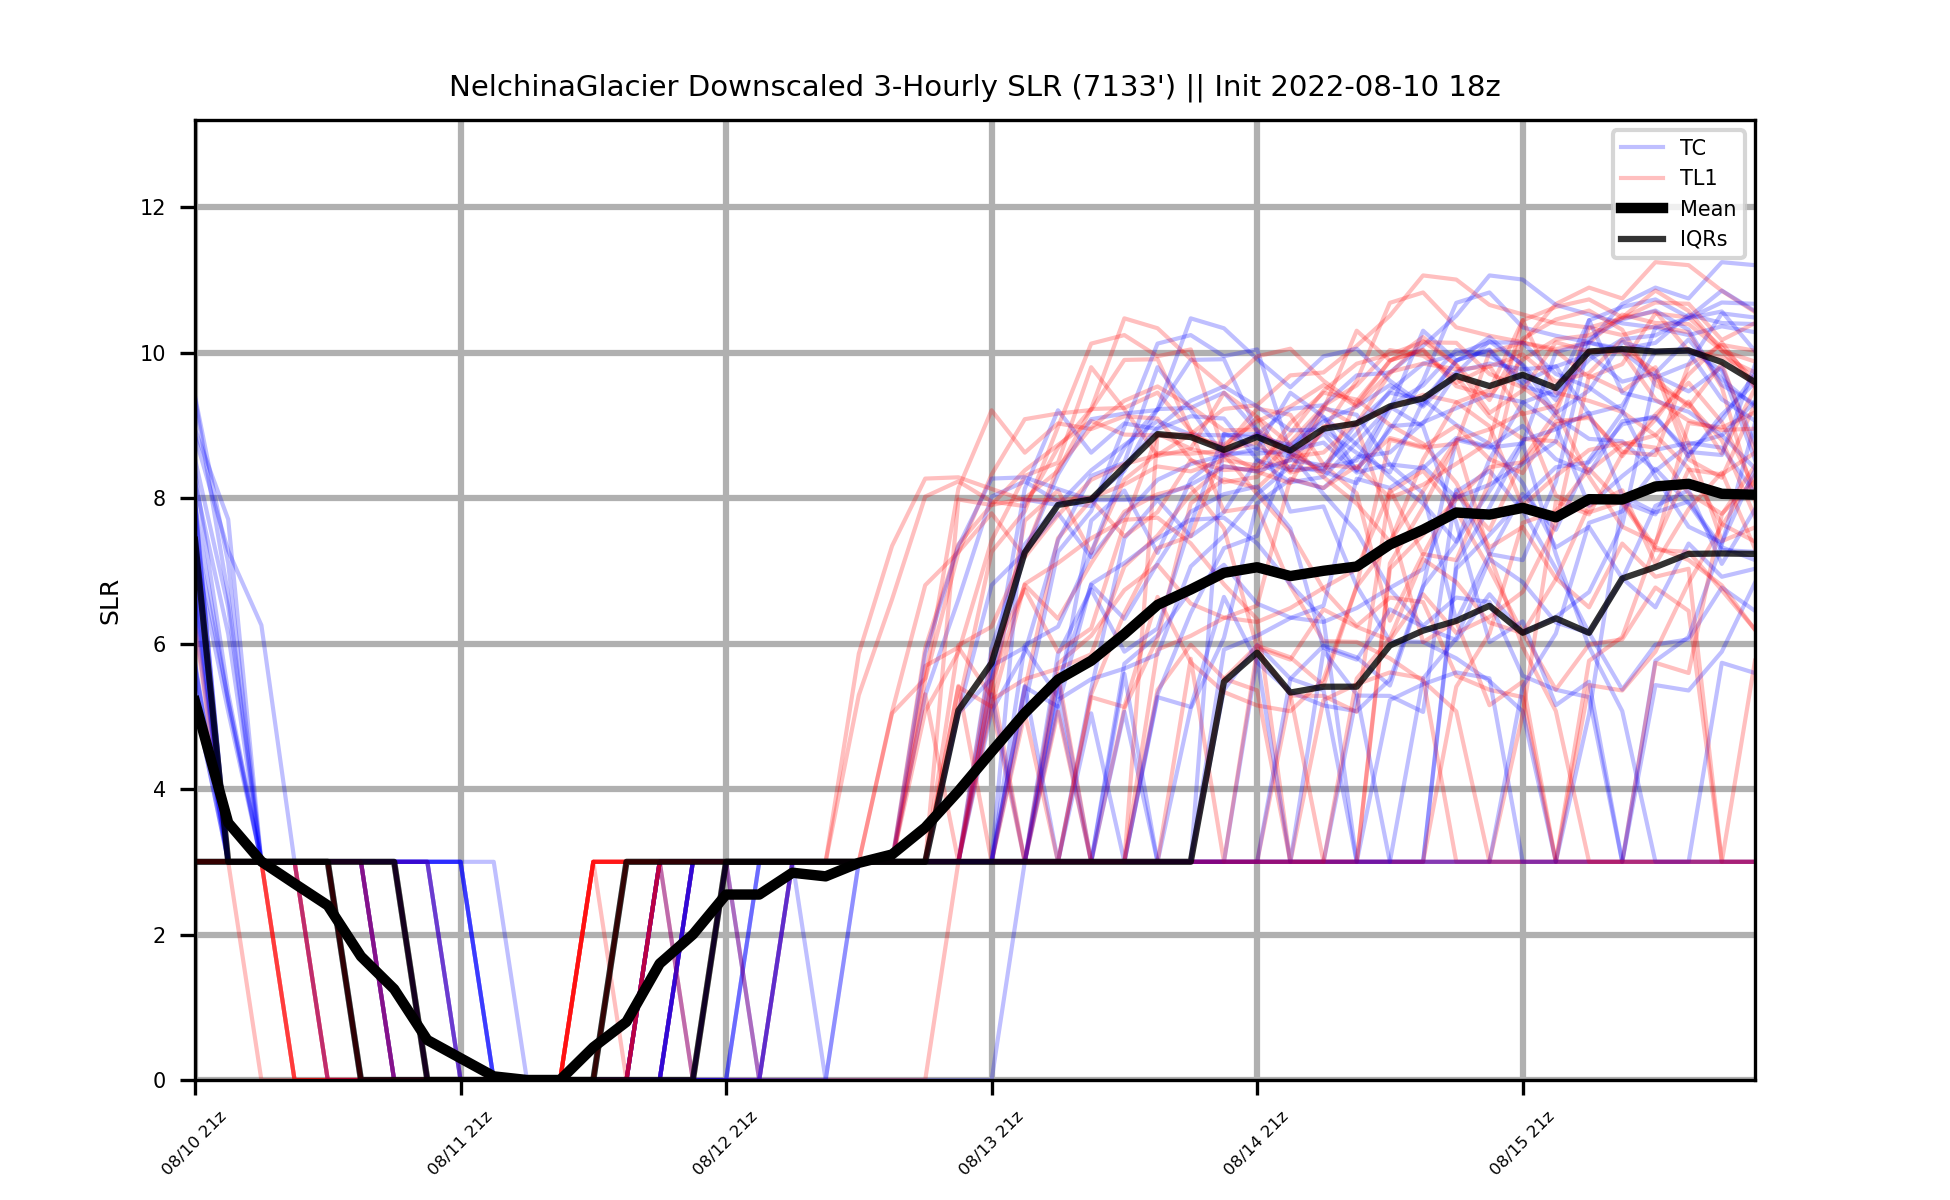 NelchinaGlacier Downscaled 3-Hourly SLR (7133') || Init 2022-08-10 18z
TC
TL1
Mean
IQRs
SLR
12
10
8
6
4
2
0
08/10 21z
08/11 21z
08/12 21z
08/13 21z
08/14 21z
08/15 21z